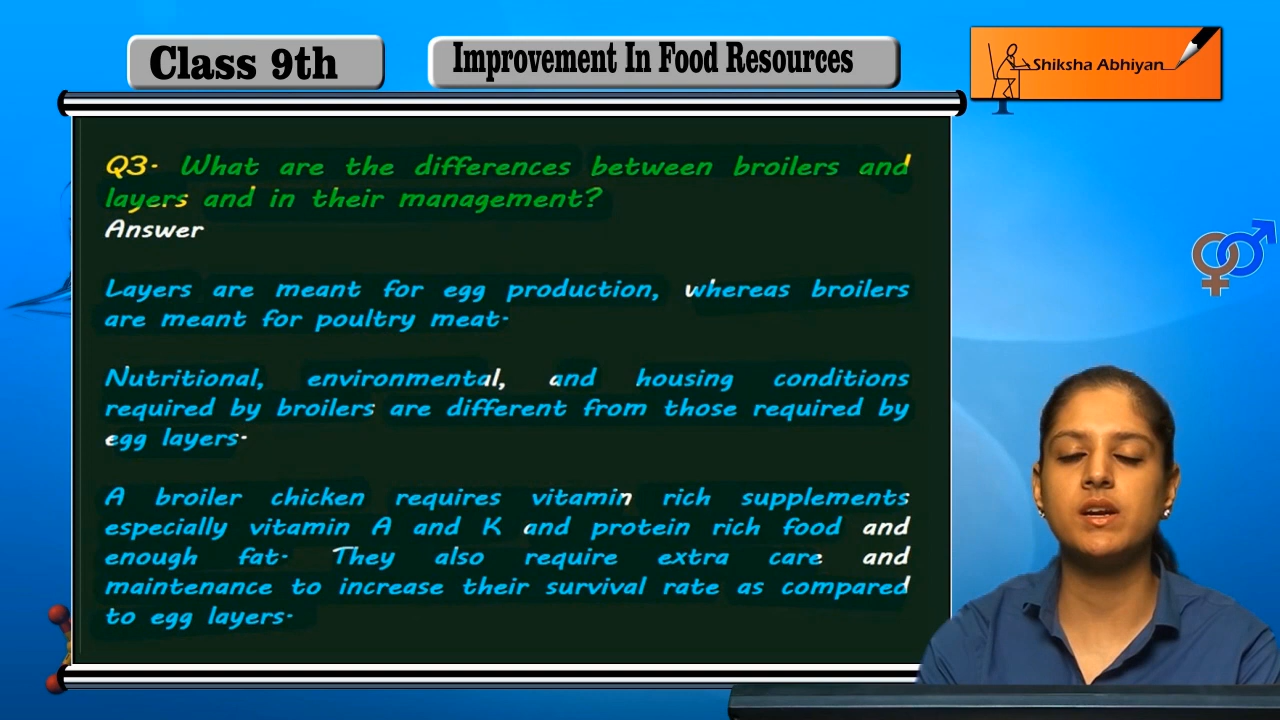 Class 9th
Improvement In Food Resources
Shiksha Abhiyan
Q3- What are the differences between broilers and
layers and in their management?
Answer
Layers are meant for egg production, whereas broilers
are meant for poultry meat.
Nutritional, environmental, and housing conditions
required by broilers are different from those required by
egg layers.
A broiler chicken requires vitamin rich supplements
especially vitamin A and K and protein rich food and
enough fat. They also require extra care and
maintenance to increase their survival rate as compared
to egg layers.